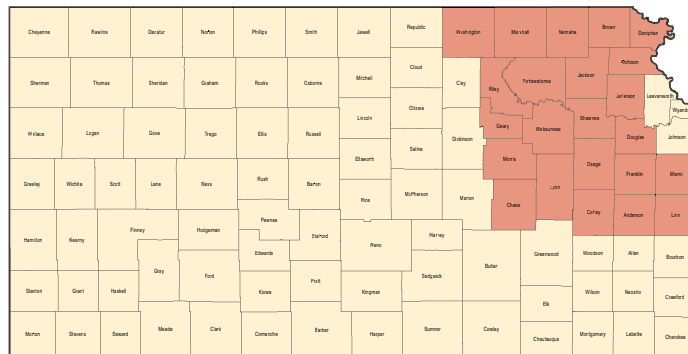 Cheyenne
Rawlins
Decatur
Norton
Phillips
Smith
Jewell
Republic
Washington
Marshall
Nemaha
Brown
Doniphan
Sherman
Thomas
Sheridan
Graham
Rooks
Osborne
Mitchell
Cloud
Clay
Riley
Pottawatomie
Jackson
Atchison
Jefferson
Leavenworth
Wyand
Wallace
Logan
Gove
Trego
Ellis
Russell
Lincoln
Ottawa
Dickinson
Geary
Wabaunsee
Shawnee
Douglas
Johnson
Greeley
Wichita
Scott
Lane
Ness
Rush
Barton
Ellsworth
Saline
Morris
Osage
Franklin
Miami
Rice
McPherson
Marion
Chase
Lyon
Coffey
Anderson
Linn
Hamilton
Kearny
Finney
Hodgeman
Pawnee
Stafford
Edwards
Reno
Harvey
Butler
Greenwood
Woodson
Allen
Bourbon
Stanton
Grant
Haskell
Gray
Ford
Kiowa
Pratt
Kingman
Sedgwick
Elk
Wilson
Neosho
Crawford
Morton
Stevens
Seward
Meade
Clark
Comanche
Barber
Harper
Sumner
Cowley
Chautauqua
Montgomery
Labette
Cherokee